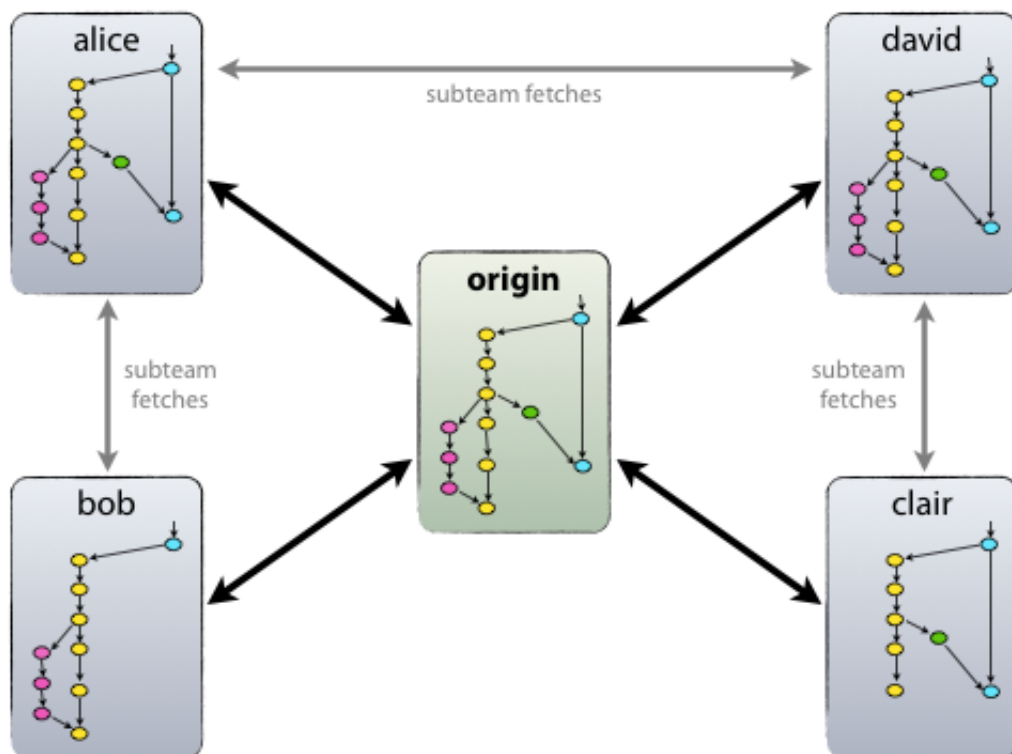 alice
david
subteam fetches
origin
subteam
fetches
subteam
fetches
bob
clair